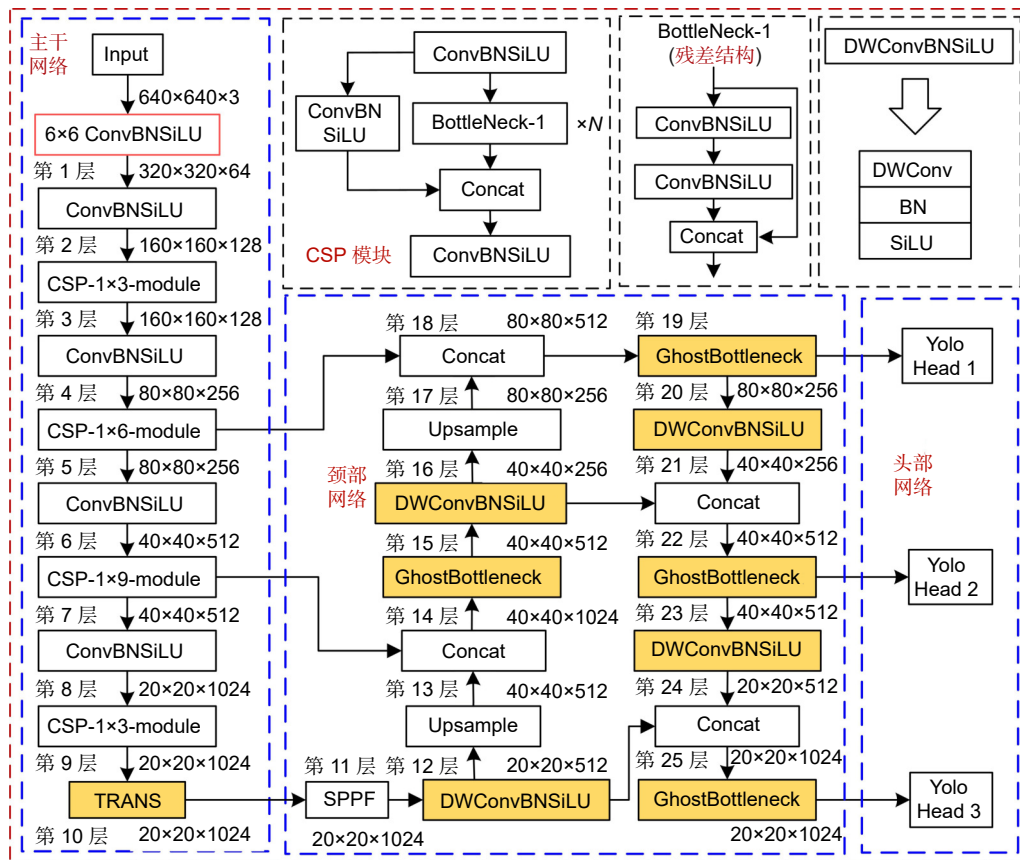 主干
网络
Input
640×640×3
6×6 ConvBNSiLU
第 1 层
320×320×64
ConvBNSiLU
第 2 层
160×160×128
CSP-1×3-module
第 3 层
160×160×128
ConvBNSiLU
第 4 层
80×80×256
CSP-1×6-module
第 5 层
80×80×256
ConvBNSiLU
第 6 层
40×40×512
CSP-1×9-module
第 7 层
40×40×512
ConvBNSiLU
第 8 层
20×20×1024
CSP-1×3-module
第 9 层
20×20×1024
TRANS
第 10 层
20×20×1024
ConvBNSiLU
ConvBN
SiLU
BottleNeck-1
×N
Concat
CSP 模块
ConvBNSiLU
BottleNeck-1
(残差结构)
ConvBNSiLU
ConvBNSiLU
Concat
DWConvBNSiLU
DWConv
BN
SiLU
第 18 层
80×80×512
Concat
第 17 层
80×80×256
Upsample
颈部
网络
第 16 层
40×40×256
DWConvBNSiLU
第 15 层
40×40×512
GhostBottleneck
第 14 层
40×40×1024
Concat
第 13 层
40×40×512
Upsample
第 11 层
第 12 层
20×20×512
SPPF
DWConvBNSiLU
20×20×1024
第 19 层
GhostBottleneck
第 20 层
80×80×256
DWConvBNSiLU
第 21 层
40×40×256
Concat
第 22 层
40×40×512
GhostBottleneck
第 23 层
40×40×512
DWConvBNSiLU
第 24 层
20×20×512
Concat
第 25 层
20×20×1024
GhostBottleneck
20×20×1024
Yolo
Head 1
头部
网络
Yolo
Head 2
Yolo
Head 3